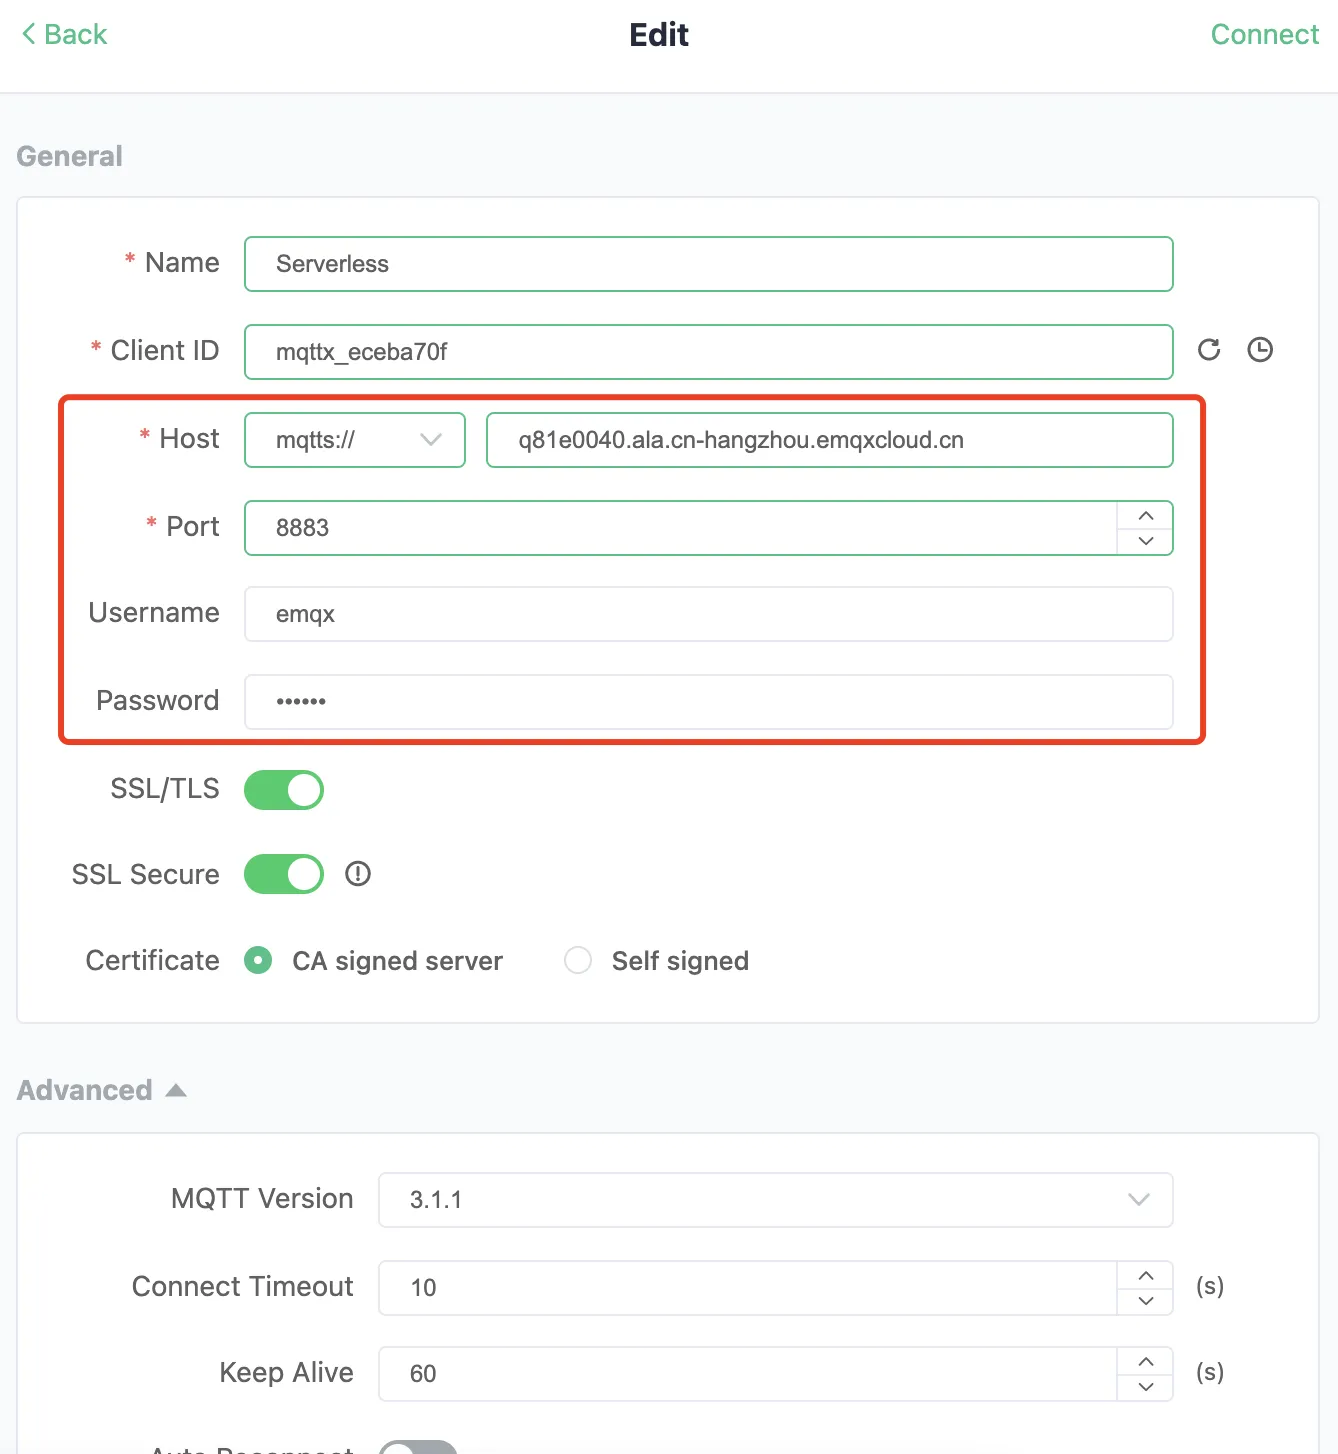 Back Edit Connect
General
* Name Serverless
* Client ID mqttx_eceba70f
* Host mqtts:// q81e0040.ala.cn-hangzhou.emqxcloud.cn
* Port 8883
Username emqx
Password ••••••
SSL/TLS
SSL Secure
Certificate CA signed server Self signed
Advanced
MQTT Version 3.1.1
Connect Timeout 10 (s)
Keep Alive 60 (s)
Auto Reconnect